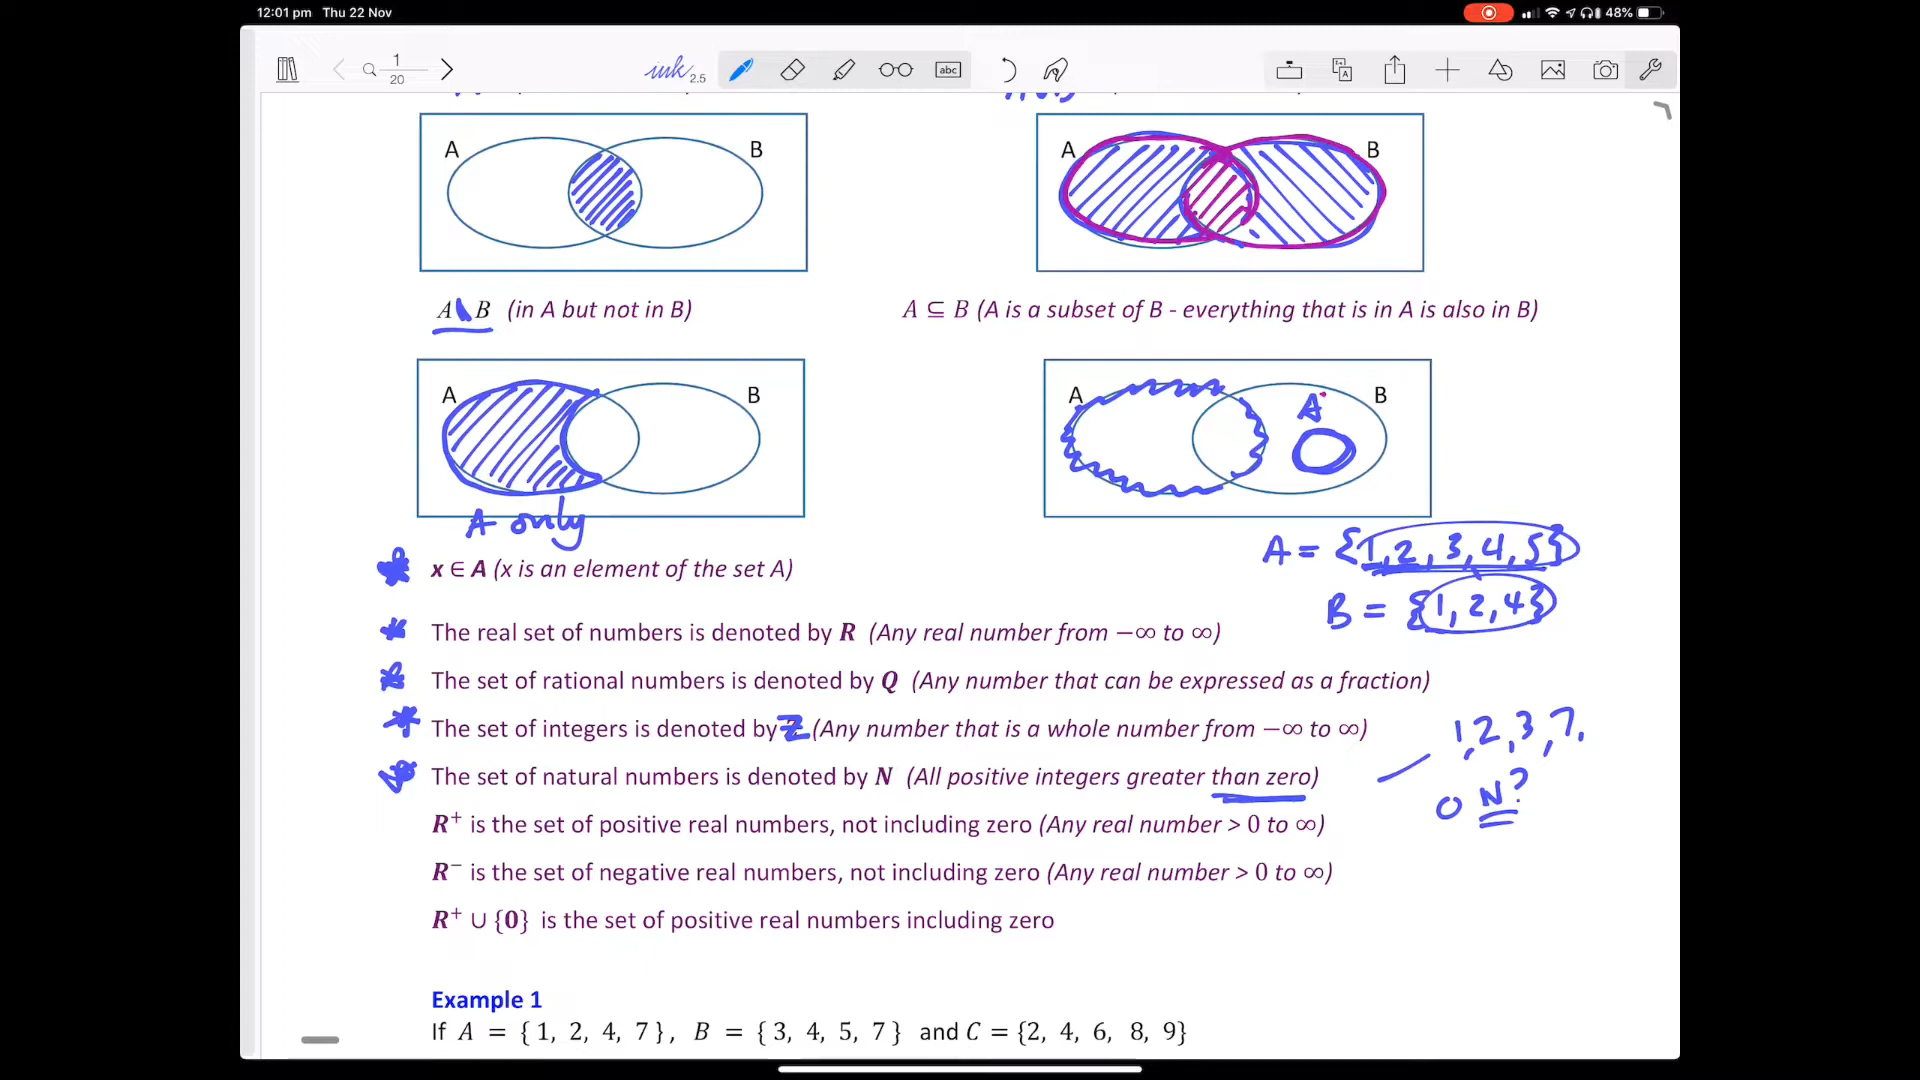 12:01 pm Thu 22 Nov
48%
1
20
ink 2.5
abc
A B
A B
A \ B (in A but not in B)
A ⊆ B (A is a subset of B - everything that is in A is also in B)
A B
A A B
A only
A = {1, 2, 3, 4, 5}
x ∈ A (x is an element of the set A)
B = {1, 2, 4}
The real set of numbers is denoted by R (Any real number from −∞ to ∞)
The set of rational numbers is denoted by Q (Any number that can be expressed as a fraction)
The set of integers is denoted by Z (Any number that is a whole number from −∞ to ∞)
1, 2, 3, 7.
The set of natural numbers is denoted by N (All positive integers greater than zero)
0 N?
R⁺ is the set of positive real numbers, not including zero (Any real number > 0 to ∞)
R⁻ is the set of negative real numbers, not including zero (Any real number > 0 to ∞)
R⁺ ∪ {0} is the set of positive real numbers including zero
Example 1
If A = { 1, 2, 4, 7 }, B = { 3, 4, 5, 7 } and C = {2, 4, 6, 8, 9}